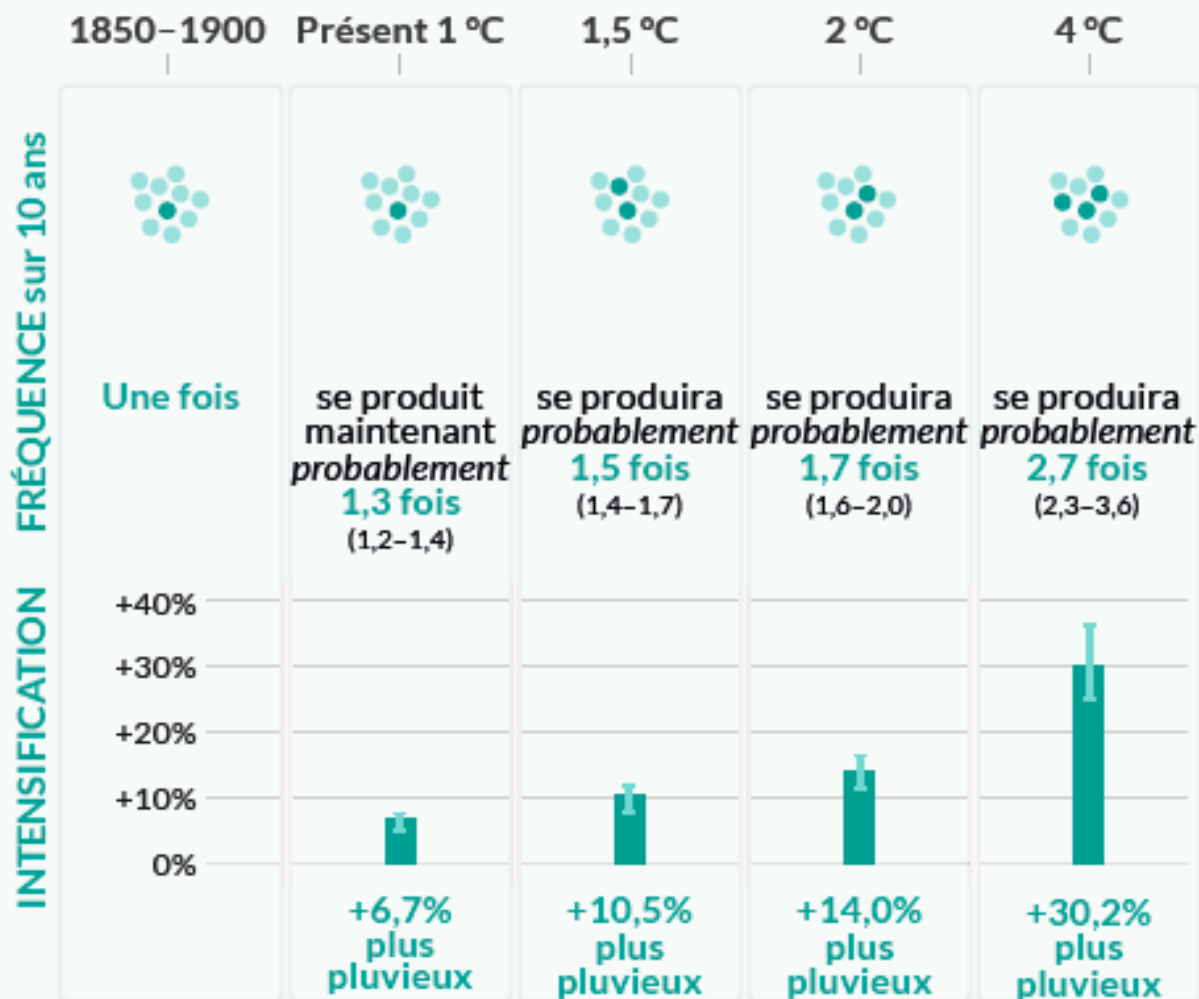 1850–1900
Présent 1 °C
1,5 °C
2 °C
4 °C
FRÉQUENCE sur 10 ans
Une fois
se produit
maintenant
probablement
1,3 fois
(1,2–1,4)
se produira
probablement
1,5 fois
(1,4–1,7)
se produira
probablement
1,7 fois
(1,6–2,0)
se produira
probablement
2,7 fois
(2,3–3,6)
INTENSIFICATION
+40%
+30%
+20%
+10%
0%
+6,7%
plus
pluvieux
+10,5%
plus
pluvieux
+14,0%
plus
pluvieux
+30,2%
plus
pluvieux